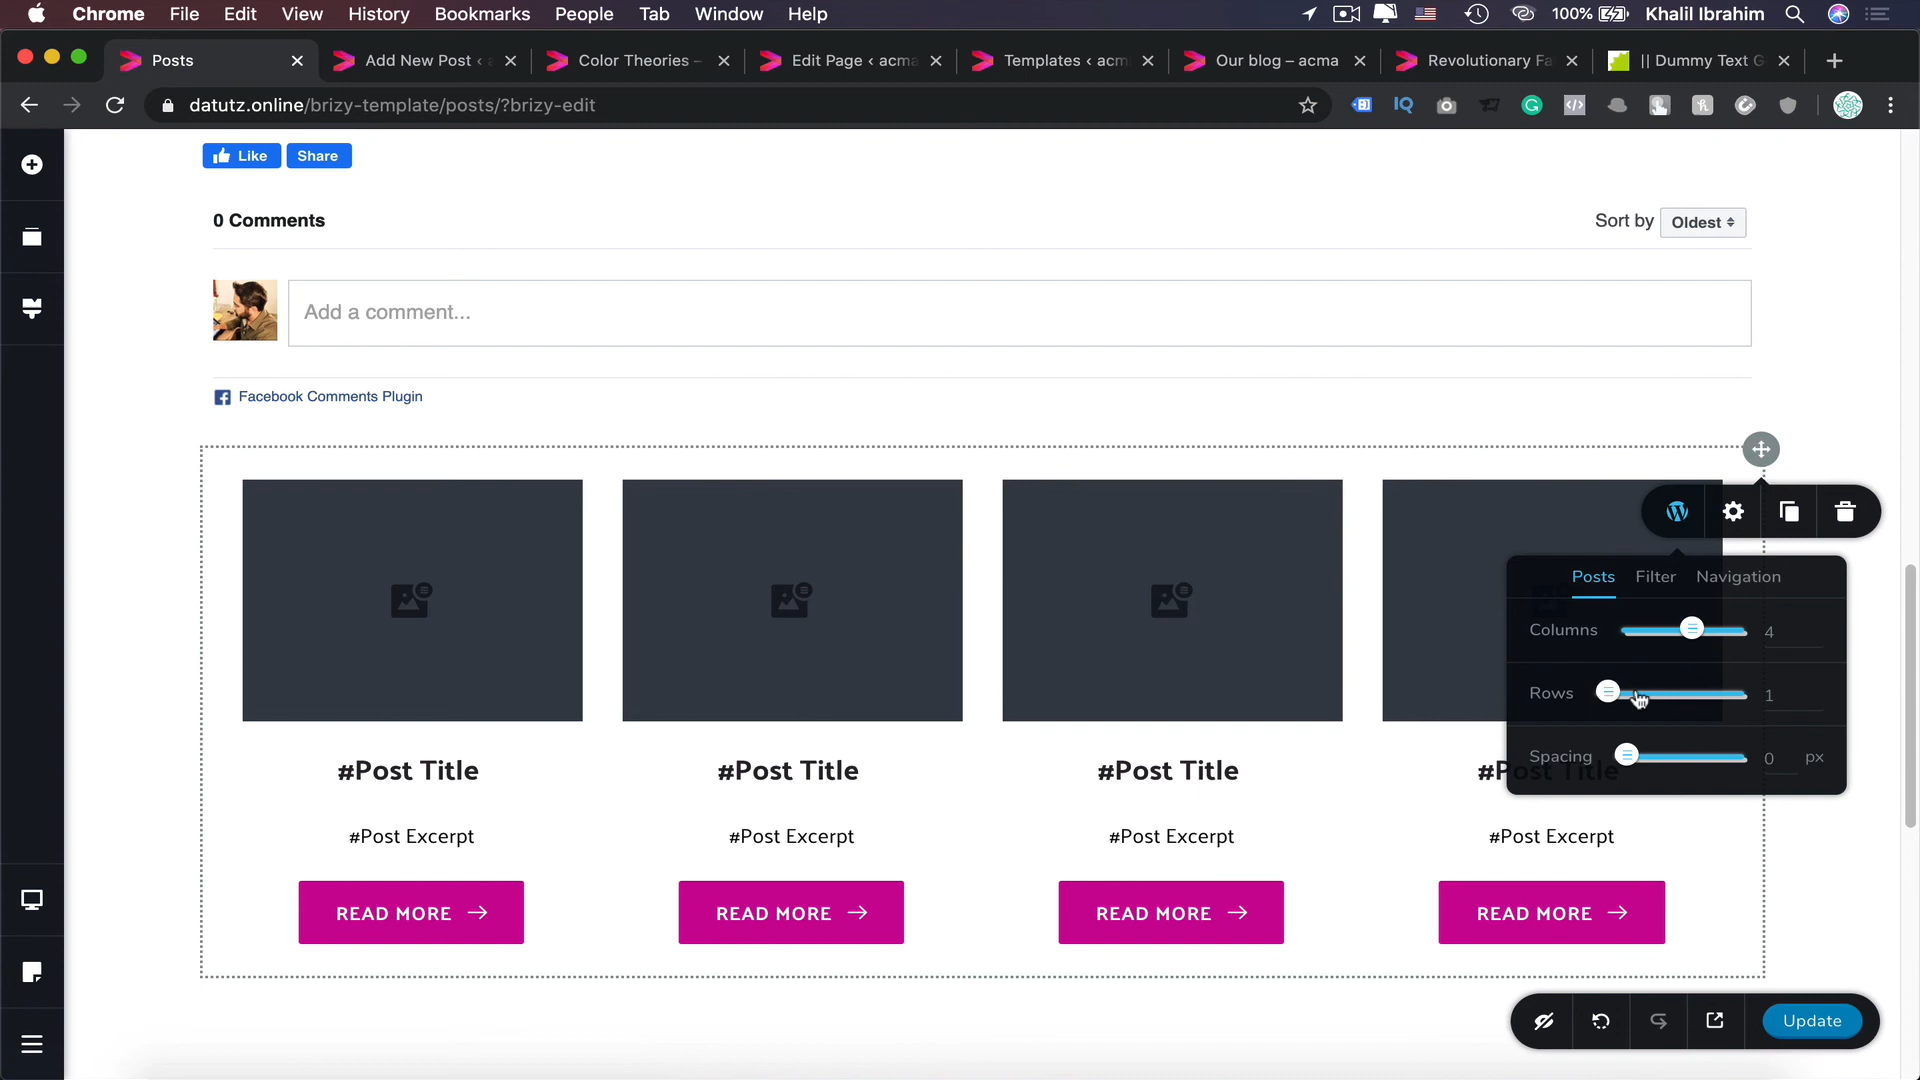 Chrome File Edit View History Bookmarks People Tab Window Help 100% Khalil Ibrahim
Posts Add New Post ‹ a Color Theories – Edit Page ‹ acma Templates ‹ acm Our blog – acma Revolutionary Fa || Dummy Text G
datutz.online/brizy-template/posts/?brizy-edit
Like Share
0 Comments Sort by Oldest
Add a comment...
Facebook Comments Plugin
Posts Filter Navigation
Columns 4
Rows 1
Spacing 0 px
#Post Title #Post Title #Post Title #Post Title
#Post Excerpt #Post Excerpt #Post Excerpt #Post Excerpt
READ MORE → READ MORE → READ MORE → READ MORE →
Update